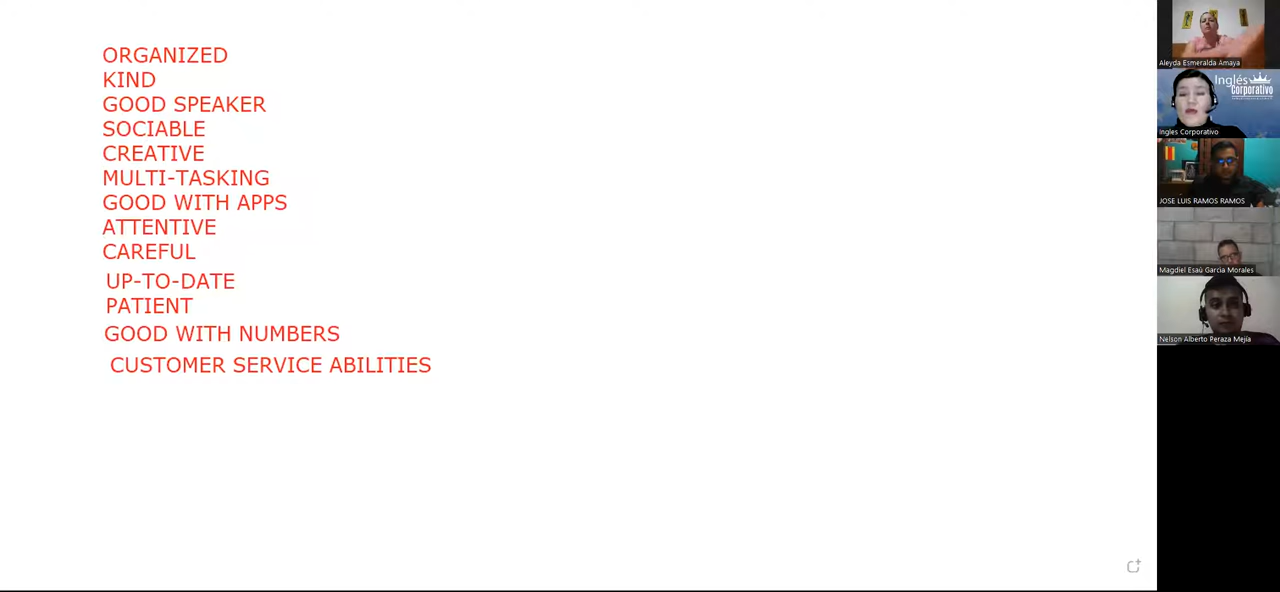 ORGANIZED
KIND
GOOD SPEAKER
SOCIABLE
CREATIVE
MULTI-TASKING
GOOD WITH APPS
ATTENTIVE
CAREFUL
UP-TO-DATE
PATIENT
GOOD WITH NUMBERS
CUSTOMER SERVICE ABILITIES
Aleyda Esmeralda Amaya
Inglés
Corporativo
Ingles Corporativo
JOSE LUIS RAMOS RAMOS
Magdiel Esaú Garcia Morales
Nelson Alberto Peraza Mejía